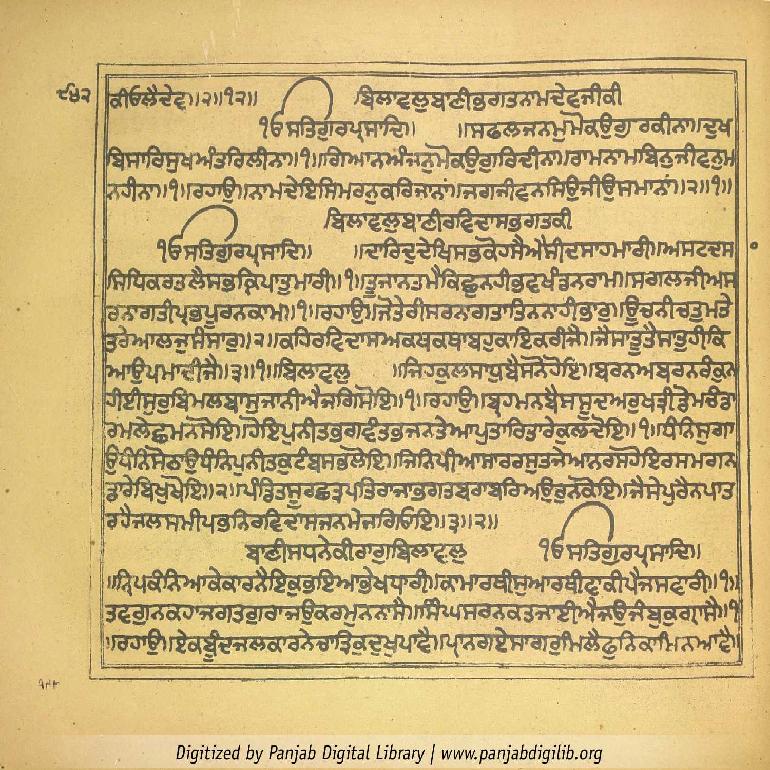 ੮੫੨
ਕੀਓਲੈਦੇਵ॥੨॥੧੨॥ ਬਿਲਾਵਲੁਬਾਣੀਭਗਤਨਾਮਦੇਵਜੀਕੀ
ੴਸਤਿਗੁਰਪ੍ਰਸਾਦਿ॥ ॥ਸਫਲਜਨਮੁਮੋਕਉਗੁਰਕੀਨਾ॥ਦੁਖ
ਬਿਸਾਰਿਸੁਖਅੰਤਰਿਲੀਨਾ॥੧॥ਗਿਆਨਅੰਜਨੁਮੋਕਉਗੁਰਿਦੀਨਾ॥ਰਾਮਨਾਮਬਿਨੁਜੀਵਨੁਮ
ਨਹੀਨਾ॥੧॥ਰਹਾਉ॥ਨਾਮਦੇਇਸਿਮਰਨੁਕਰਿਜਾਨਾਂ॥ਜਗਜੀਵਨਸਿਉਜੀਉਸਮਾਨਾਂ॥੨॥੧॥
ਬਿਲਾਵਲੁਬਾਣੀਰਵਿਦਾਸਭਗਤਕੀ
ੴਸਤਿਗੁਰਪ੍ਰਸਾਦਿ॥ ॥ਦਾਰਿਦੁਦੇਖਿਸਭਕੋਹਸੈਐਸੀਦਸਾਹਮਾਰੀ॥ਅਸਟਦਸ
ਸਿਧਿਕਰਤਲੈਸਭਕ੍ਰਿਪਾਤੁਮਾਰੀ॥੧॥ਤੂਜਾਨਤਮੈਕਿਛੁਨਹੀਭਵਖੰਡਨਰਾਮ॥ਸਗਲਜੀਅਸ
ਰਨਾਗਤੀਪ੍ਰਭਪੂਰਨਕਾਮ॥੧॥ਰਹਾਉ॥ਜੋਤੇਰੀਸਰਨਾਗਤਾਤਿਨਨਾਹੀਭਾਰੁ॥ਊਚਨੀਚਤੁਮਤੇ
ਤਰੇਆਲਜੁਸੰਸਾਰੁ॥੨॥ਕਹਿਰਵਿਦਾਸਅਕਥਕਥਾਬਹੁਕਾਇਕਰੀਜੈ॥ਜੈਸਾਤੂਤੈਸਾਤੁਹੀਕਿ
ਆਉਪਮਾਦੀਜੈ॥੩॥੧॥ਬਿਲਾਵਲੁ ॥ਜਿਹਕੁਲਸਾਧੁਬੈਸਨੋਹੋਇ॥ਬਰਨਅਬਰਨਰੰਕੁਨ
ਹੀਈਸੁਰੁਬਿਮਲਬਾਸੁਜਾਨੀਐਜਗਿਸੋਇ॥੧॥ਰਹਾਉ॥ਬ੍ਰਹਮਨਬੈਸਸੂਦਅਰੁਖ੍ਯਤ੍ਰੀਡੋਮਚੰਡਾ
ਰਮਲੇਛਮਨਸੋਇ॥ਹੋਇਪੁਨੀਤਭਗਵੰਤਭਜਨਤੇਆਪੁਤਾਰਿਤਾਰੇਕੁਲਦੋਇ॥੧॥ਧੰਨਿਸੁਗਾ
ਉਧੰਨਿਸੋਠਾਉਧੰਨਿਪੁਨੀਤਕੁਟੰਬਸਭਲੋਇ॥ਜਿਨਿਪੀਆਸਾਰਰਸੁਤਜੇਆਨਰਸਹੋਇਰਸਮਗਨ
ਡਾਰੇਬਿਖੁਖੋਇ॥੨॥ਪੰਡਿਤਸੂਰਛਤ੍ਰਪਤਿਰਾਜਾਭਗਤਬਰਾਬਰਿਅਉਰੁਨਕੋਇ॥ਜੈਸੇਪੁਰੈਨਪਾਤ
ਰਹੈਜਲਸਮੀਪਭਨਿਰਵਿਦਾਸਜਨਮੇਜਗਿਓਇ॥੩॥੨॥
ਬਾਣੀਸਧਨੇਕੀਰਾਗੁਬਿਲਾਵਲੁ ੴਸਤਿਗੁਰਪ੍ਰਸਾਦਿ॥
॥ਨ੍ਰਿਪਕੰਨਿਆਕੇਕਾਰਨੈਇਕੁਭਇਆਭੇਖਧਾਰੀ॥ਕਾਮਾਰਥੀਸੁਆਰਥੀਵਾਕੀਪੈਜਸਵਾਰੀ॥੧॥
ਤਵਗੁਨਕਹਾਜਗਤਗੁਰਾਜਉਕਰਮੁਨਨਾਸੈ॥ਸਿੰਘਸਰਨਕਤਜਾਈਐਜਉਜੰਬੁਕੁਗ੍ਰਾਸੈ॥੧
॥ਰਹਾਉ॥ਏਕਬੂੰਦਜਲਕਾਰਨੇਚਾਤ੍ਰਿਕੁਦੁਖੁਪਾਵੈ॥ਪ੍ਰਾਨਗਏਸਾਗਰੁਮਿਲੈਫੁਨਿਕਾਮਿਨਆਵੈ॥
Digitized by Panjab Digital Library | www.panjabdigilib.org